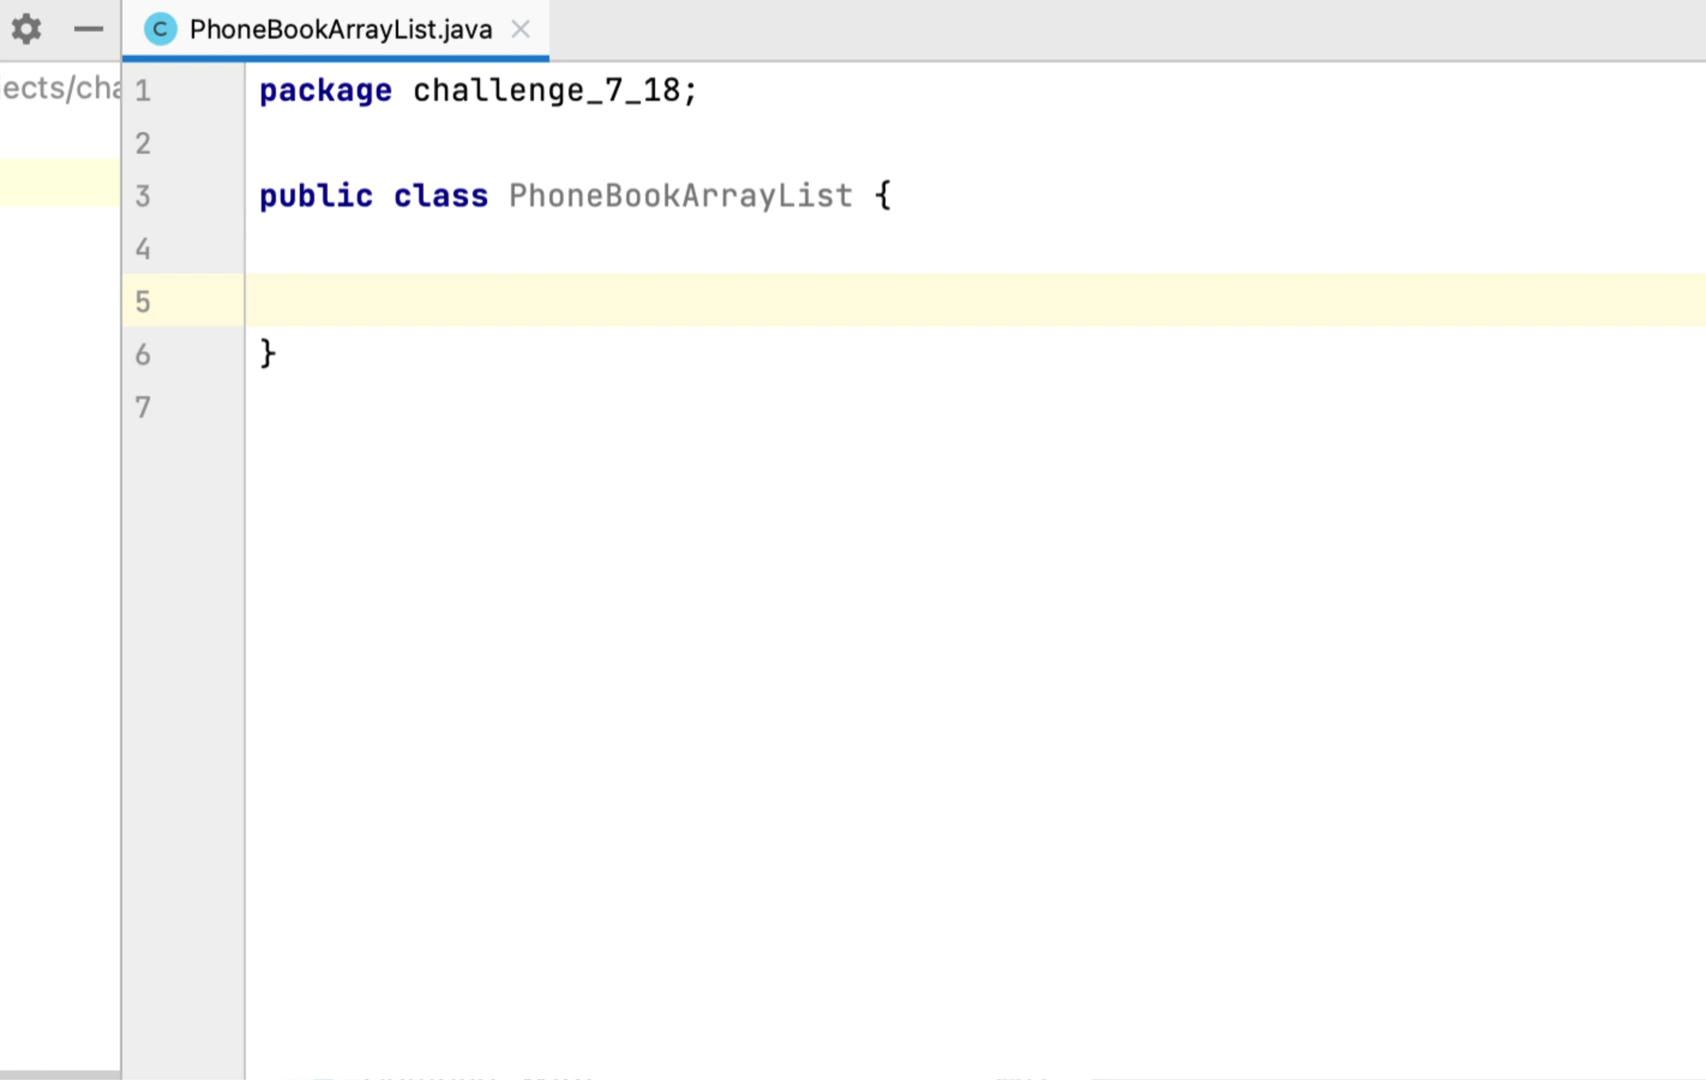 PhoneBookArrayList.java
ects/cha
1 package challenge_7_18;
2
3 public class PhoneBookArrayList {
4
5
6 }
7